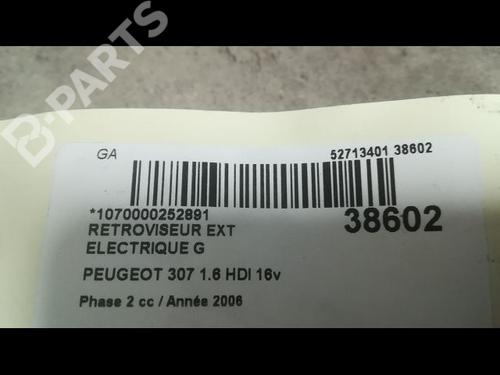 B-PARTS
GA
52713401 38602
*1070000252891
38602
RETROVISEUR EXT
ELECTRIQUE G
PEUGEOT 307 1.6 HDI 16v
Phase 2 cc / Année 2006